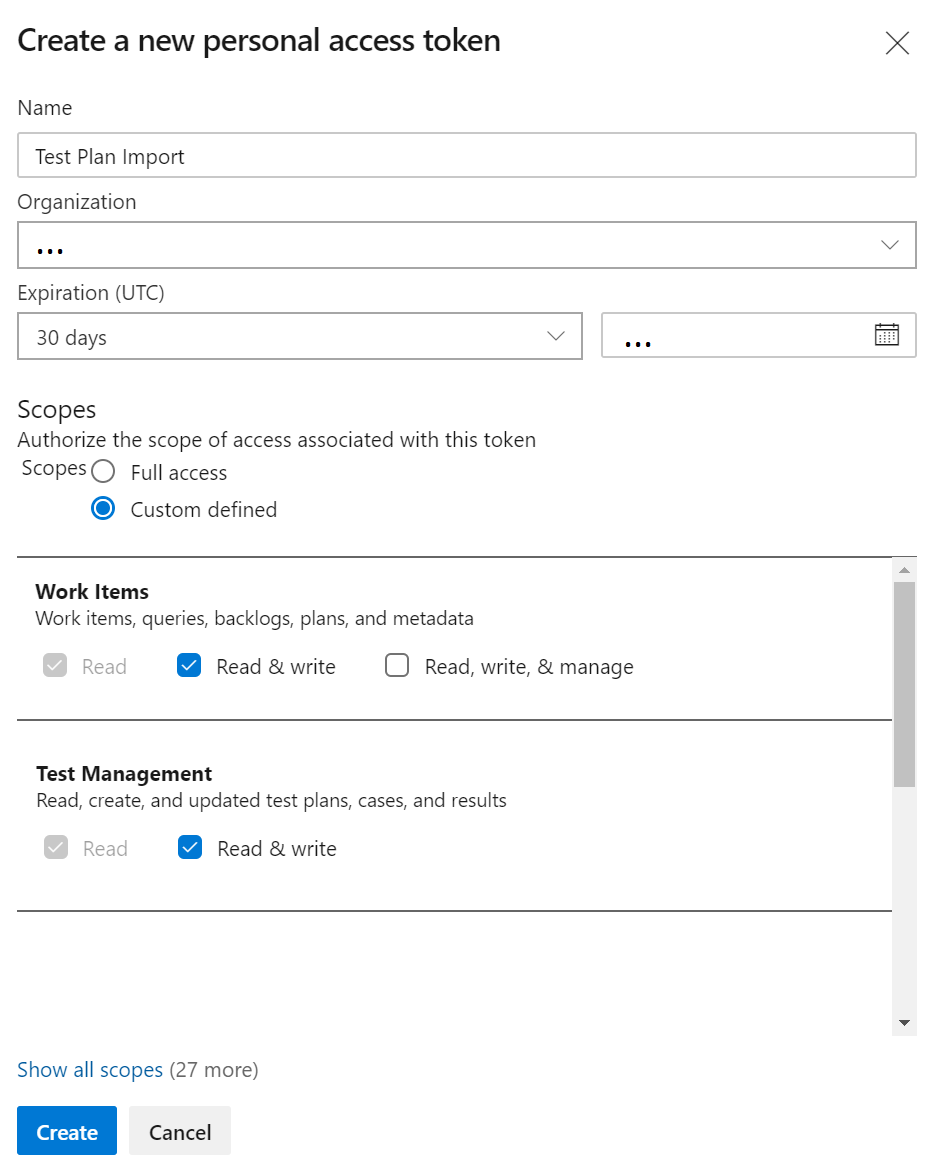 Create a new personal access token
Name
Test Plan Import
Organization
...
Expiration (UTC)
30 days
...
Scopes
Authorize the scope of access associated with this token
Scopes
Full access
Custom defined
Work Items
Work items, queries, backlogs, plans, and metadata
Read Read & write Read, write, & manage
Test Management
Read, create, and updated test plans, cases, and results
Read Read & write
Show all scopes (27 more)
Create Cancel